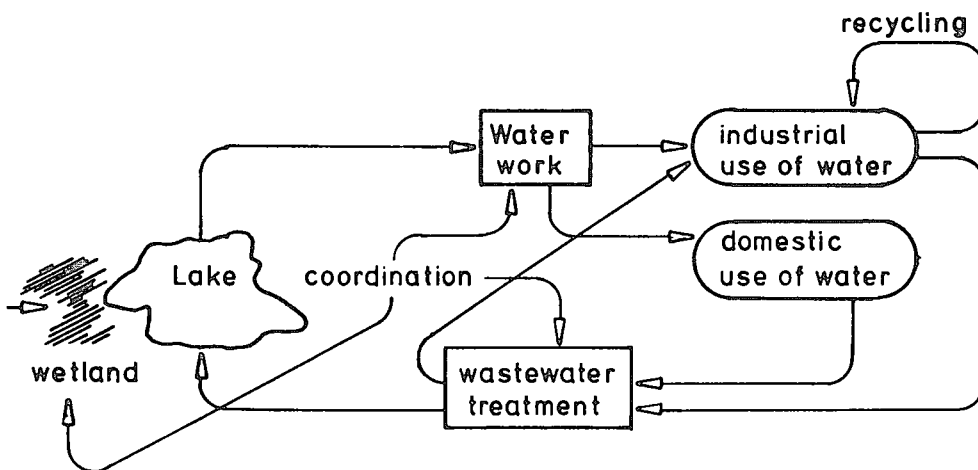 recycling
Water
work
industrial
use of water
domestic
use of water
Lake
coordination
wetland
wastewater
treatment